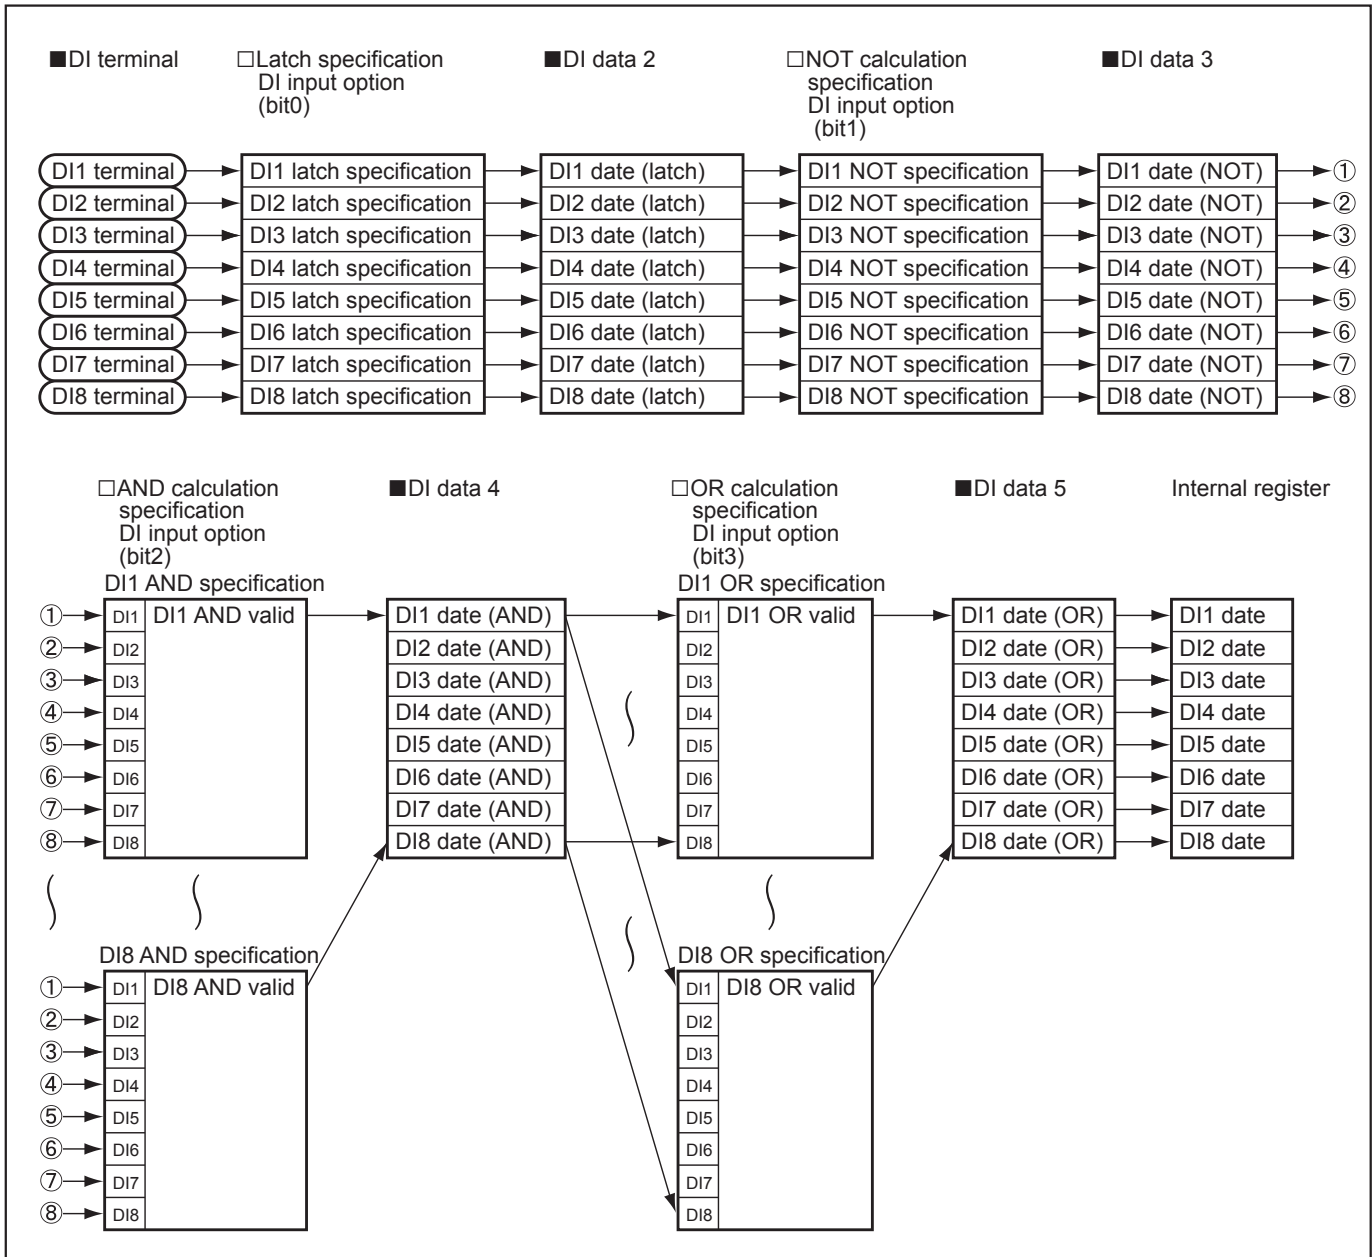 ■DI terminal
□Latch specification
DI input option
(bit0)
■DI data 2
□NOT calculation
specification
DI input option
(bit1)
■DI data 3
DI1 terminal DI1 latch specification DI1 date (latch) DI1 NOT specification DI1 date (NOT) ①
DI2 terminal DI2 latch specification DI2 date (latch) DI2 NOT specification DI2 date (NOT) ②
DI3 terminal DI3 latch specification DI3 date (latch) DI3 NOT specification DI3 date (NOT) ③
DI4 terminal DI4 latch specification DI4 date (latch) DI4 NOT specification DI4 date (NOT) ④
DI5 terminal DI5 latch specification DI5 date (latch) DI5 NOT specification DI5 date (NOT) ⑤
DI6 terminal DI6 latch specification DI6 date (latch) DI6 NOT specification DI6 date (NOT) ⑥
DI7 terminal DI7 latch specification DI7 date (latch) DI7 NOT specification DI7 date (NOT) ⑦
DI8 terminal DI8 latch specification DI8 date (latch) DI8 NOT specification DI8 date (NOT) ⑧
□AND calculation
specification
DI input option
(bit2)
■DI data 4
□OR calculation
specification
DI input option
(bit3)
■DI data 5
Internal register
DI1 AND specification DI1 OR specification
① DI1 DI1 AND valid DI1 date (AND) DI1 DI1 OR valid DI1 date (OR) DI1 date
② DI2 DI2 date (AND) DI2 DI2 date (OR) DI2 date
③ DI3 DI3 date (AND) DI3 DI3 date (OR) DI3 date
④ DI4 DI4 date (AND) DI4 DI4 date (OR) DI4 date
⑤ DI5 DI5 date (AND) DI5 DI5 date (OR) DI5 date
⑥ DI6 DI6 date (AND) DI6 DI6 date (OR) DI6 date
⑦ DI7 DI7 date (AND) DI7 DI7 date (OR) DI7 date
⑧ DI8 DI8 date (AND) DI8 DI8 date (OR) DI8 date
DI8 AND specification DI8 OR specification
① DI1 DI8 AND valid DI1 DI8 OR valid
② DI2 DI2
③ DI3 DI3
④ DI4 DI4
⑤ DI5 DI5
⑥ DI6 DI6
⑦ DI7 DI7
⑧ DI8 DI8